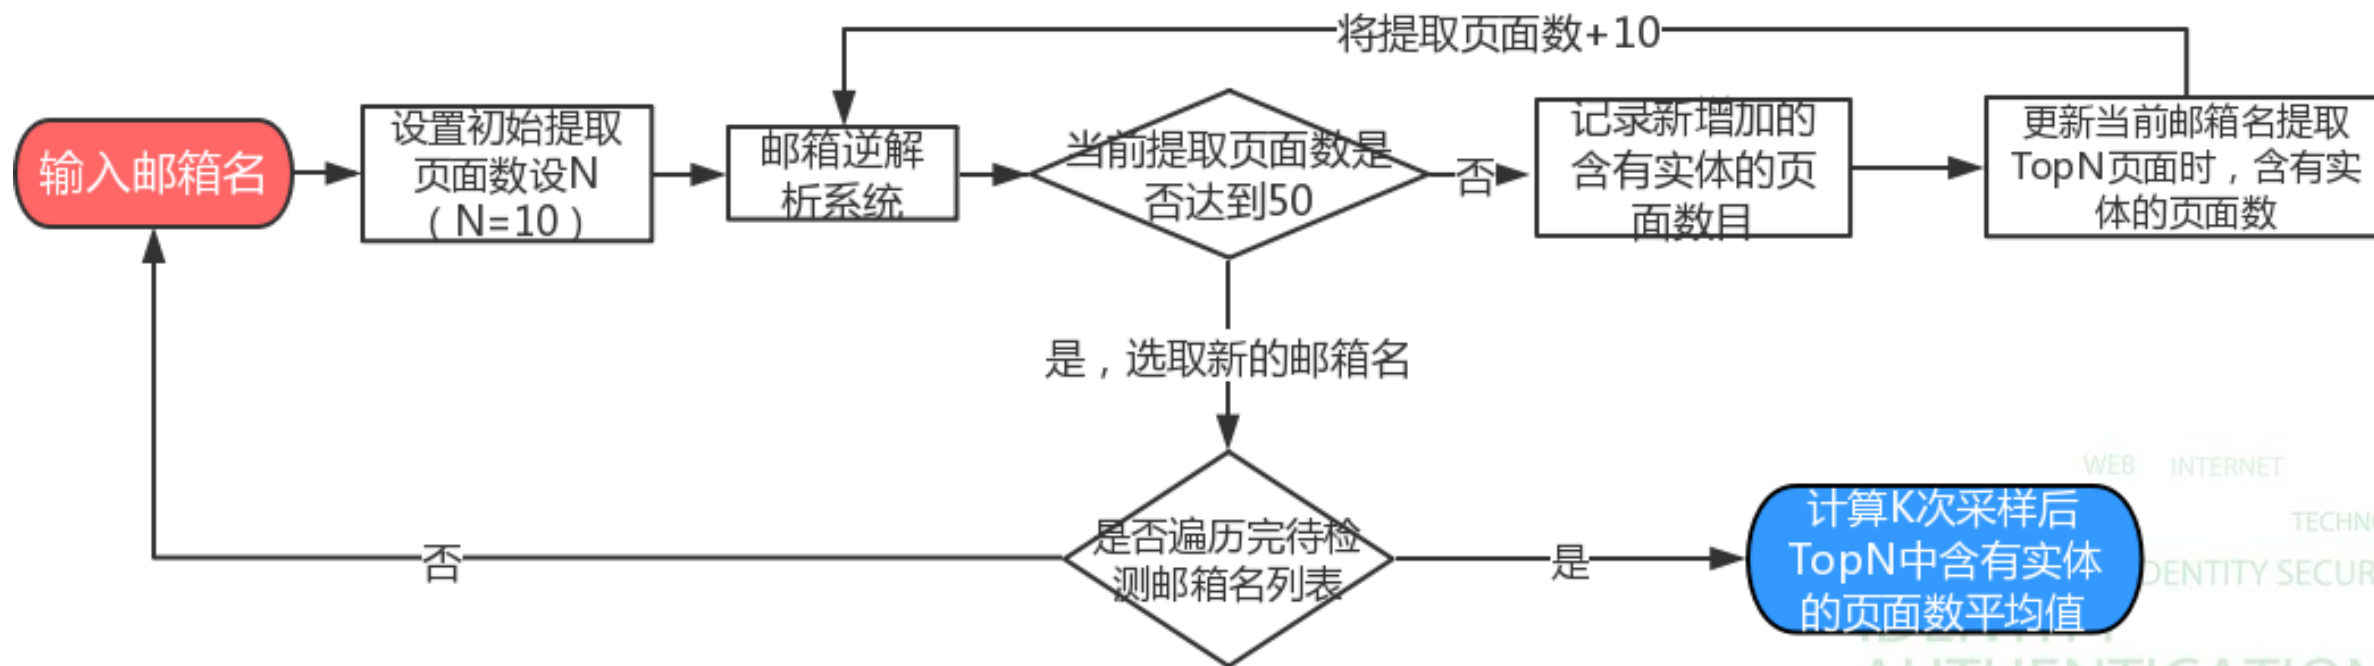 将提取页面数+10
输入邮箱名
设置初始提取
页面数设N
（N=10）
邮箱逆解
析系统
当前提取页面数是
否达到50
否
记录新增加的
含有实体的页
面数目
更新当前邮箱名提取
TopN页面时，含有实
体的页面数
是，选取新的邮箱名
是否遍历完待检
测邮箱名列表
否
是
计算K次采样后
TopN中含有实体
的页面数平均值
WEB
INTERNET